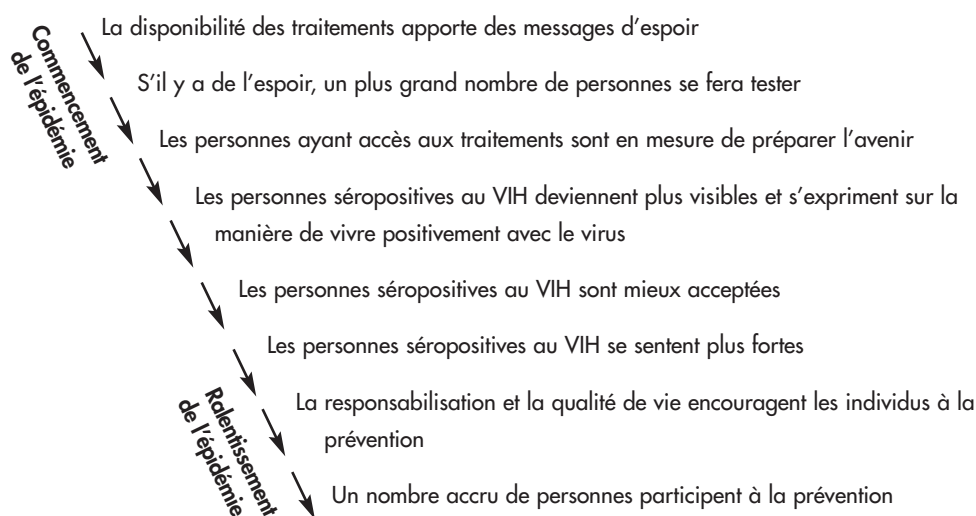 La disponibilité des traitements apporte des messages d'espoir
Commencement
de l'épidémie
S'il y a de l'espoir, un plus grand nombre de personnes se fera tester
Les personnes ayant accès aux traitements sont en mesure de préparer l'avenir
Les personnes séropositives au VIH deviennent plus visibles et s'expriment sur la
manière de vivre positivement avec le virus
Les personnes séropositives au VIH sont mieux acceptées
Les personnes séropositives au VIH se sentent plus fortes
Ralentissement
de l'épidémie
La responsabilisation et la qualité de vie encouragent les individus à la
prévention
Un nombre accru de personnes participent à la prévention